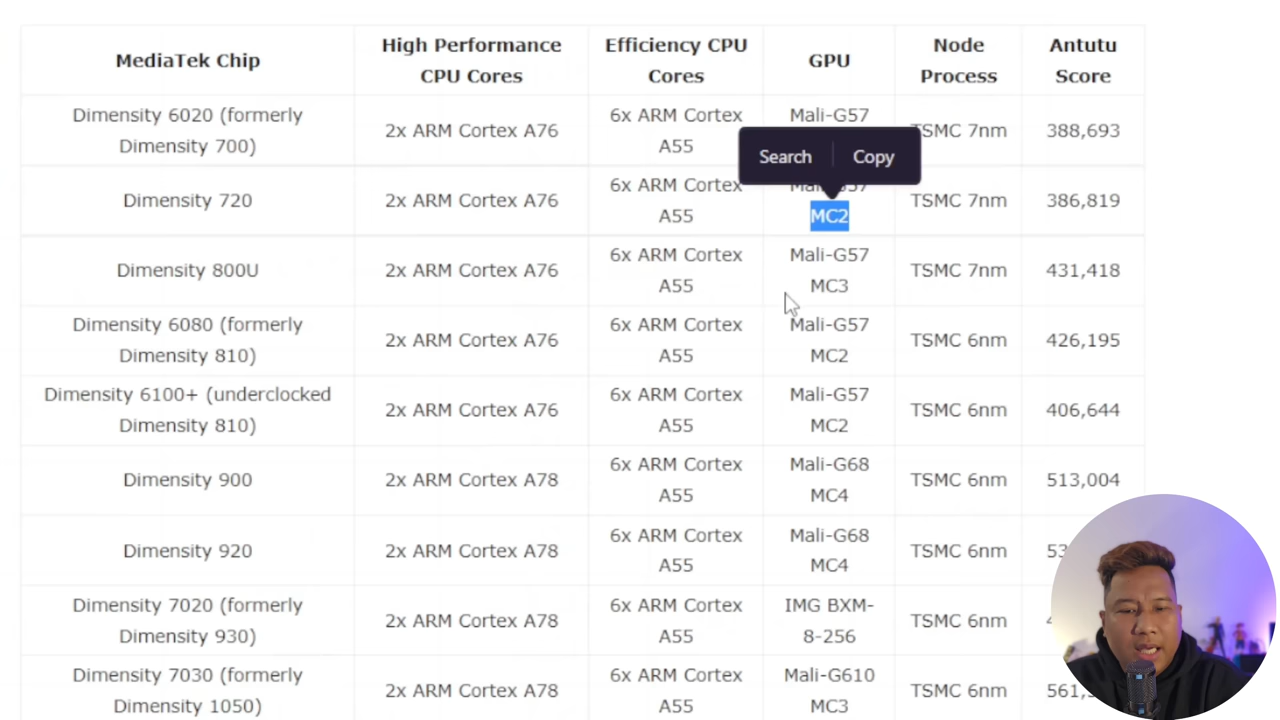 MediaTek Chip
High Performance
CPU Cores
Efficiency CPU
Cores
GPU
Node
Process
Antutu
Score
Dimensity 6020 (formerly
Dimensity 700)
2x ARM Cortex A76
6x ARM Cortex
A55
Mali-G57
TSMC 7nm
388,693
Search
Copy
Dimensity 720
2x ARM Cortex A76
6x ARM Cortex
A55
Mali-G57
MC2
TSMC 7nm
386,819
Dimensity 800U
2x ARM Cortex A76
6x ARM Cortex
A55
Mali-G57
MC3
TSMC 7nm
431,418
Dimensity 6080 (formerly
Dimensity 810)
2x ARM Cortex A76
6x ARM Cortex
A55
Mali-G57
MC2
TSMC 6nm
426,195
Dimensity 6100+ (underclocked
Dimensity 810)
2x ARM Cortex A76
6x ARM Cortex
A55
Mali-G57
MC2
TSMC 6nm
406,644
Dimensity 900
2x ARM Cortex A78
6x ARM Cortex
A55
Mali-G68
MC4
TSMC 6nm
513,004
Dimensity 920
2x ARM Cortex A78
6x ARM Cortex
A55
Mali-G68
MC4
TSMC 6nm
Dimensity 7020 (formerly
Dimensity 930)
2x ARM Cortex A78
6x ARM Cortex
A55
IMG BXM-
8-256
TSMC 6nm
Dimensity 7030 (formerly
Dimensity 1050)
2x ARM Cortex A78
6x ARM Cortex
A55
Mali-G610
MC3
TSMC 6nm